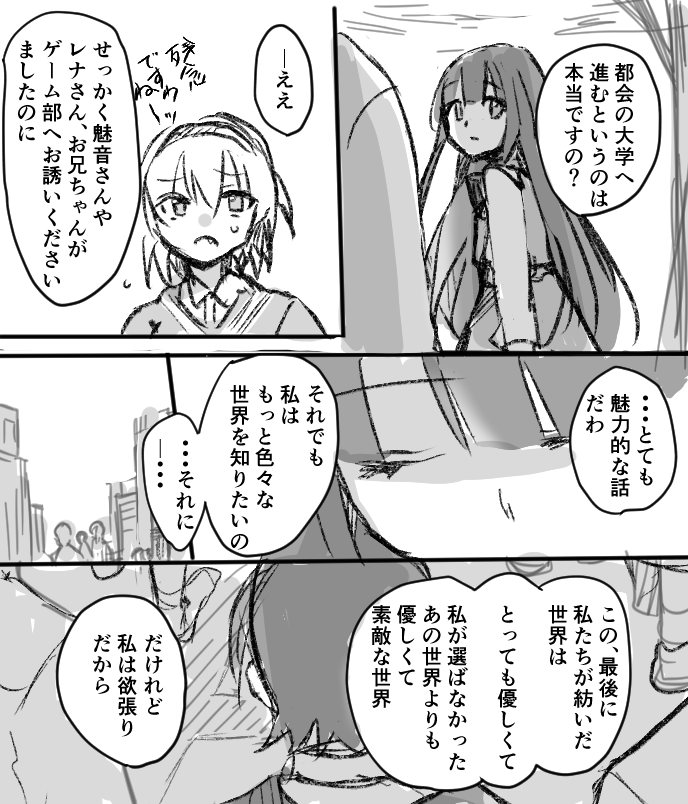 都会の大学へ
進むというのは
本当ですの？
―ええ
残念
ですわ
ねーッ
せっかく魅音さんや
レナさん、お兄ちゃんが
ゲーム部へお誘いください
ましたのに
・・・とても
魅力的な話
だわ
それでも
私は
もっと色々な
世界を知りたいの
・・・それに
―・・・
この、最後に
私たちが紡いだ
世界は
とっても優しくて
私が選ばなかった
あの世界よりも
優しくて
素敵な世界
だけれど
私は欲張り
だから